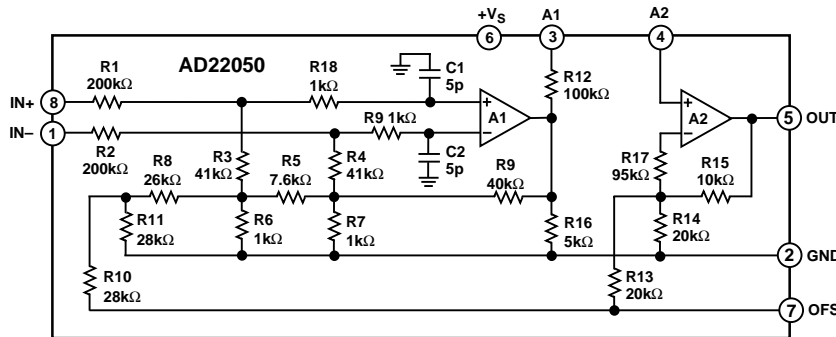 +VS A1 A2
6 3 4
AD22050
R1
200kΩ
R18
1kΩ
C1
5p
R12
100kΩ
IN+ 8
IN– 1
+
A1
–
+
A2
–
5 OUT
R9 1kΩ
R2
200kΩ
R8
26kΩ
R3
41kΩ
R5
7.6kΩ
R4
41kΩ
C2
5p
R9
40kΩ
R17
95kΩ
R15
10kΩ
R11
28kΩ
R6
1kΩ
R7
1kΩ
R16
5kΩ
R14
20kΩ
2 GND
R10
28kΩ
R13
20kΩ
7 OFS